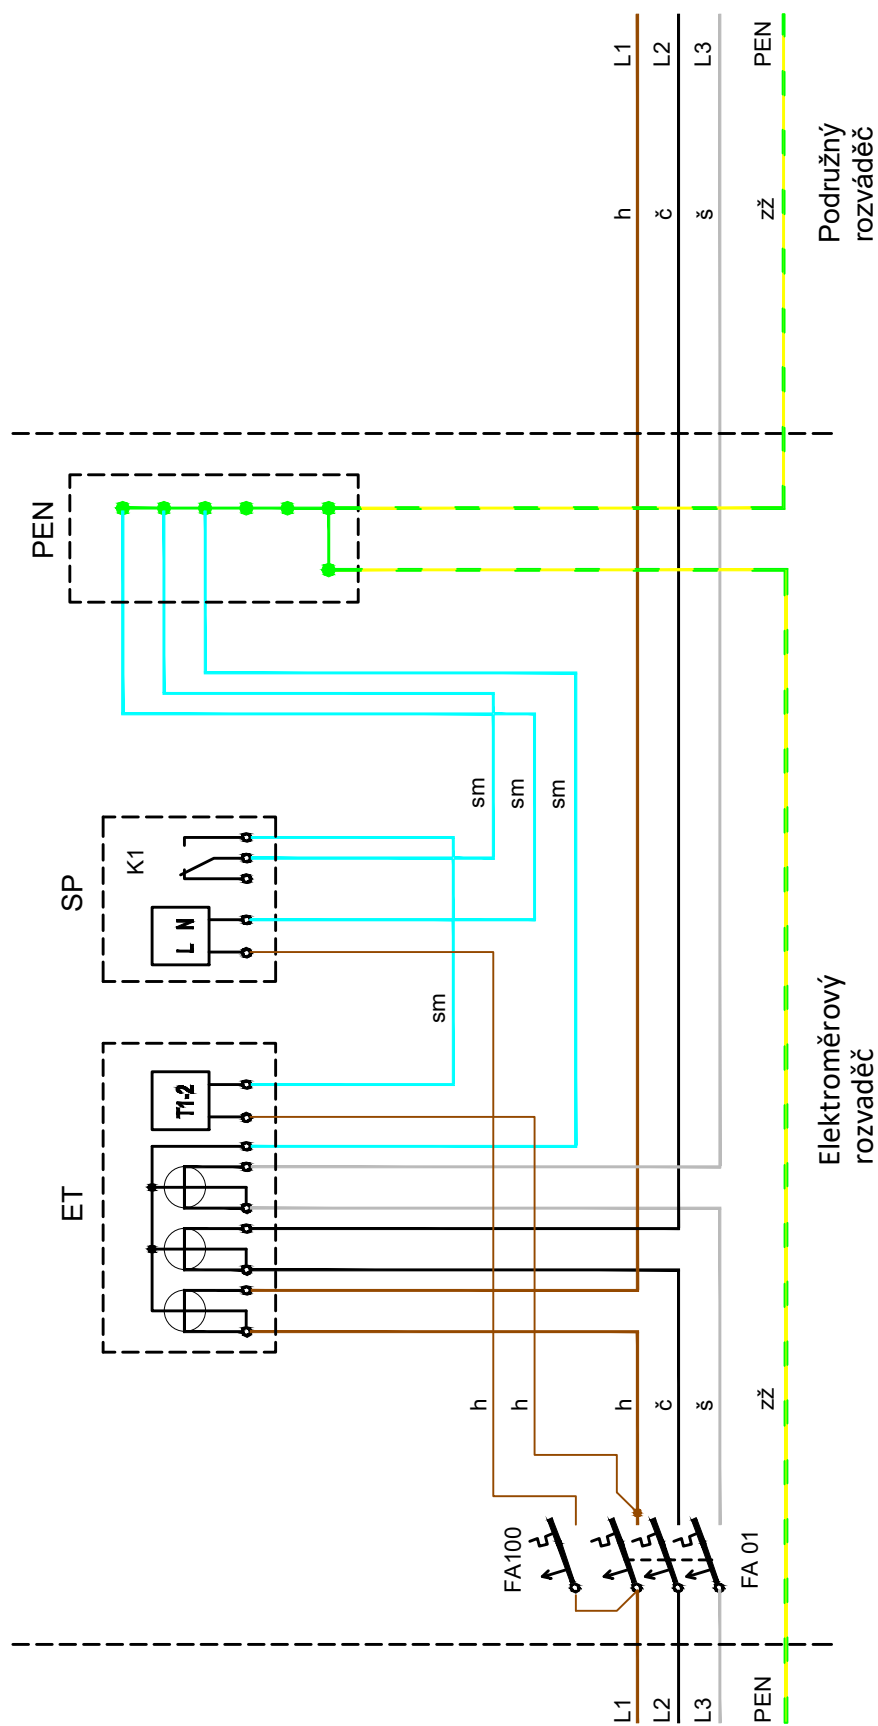 L1
L2
L3
PEN
h
č
š
zž
Podružný
rozváděč
PEN
sm
sm
sm
SP
K1
L N
sm
ET
T1-2
Elektroměrový
rozvaděč
h
h
h
č
š
zž
FA100
FA 01
L1
L2
L3
PEN